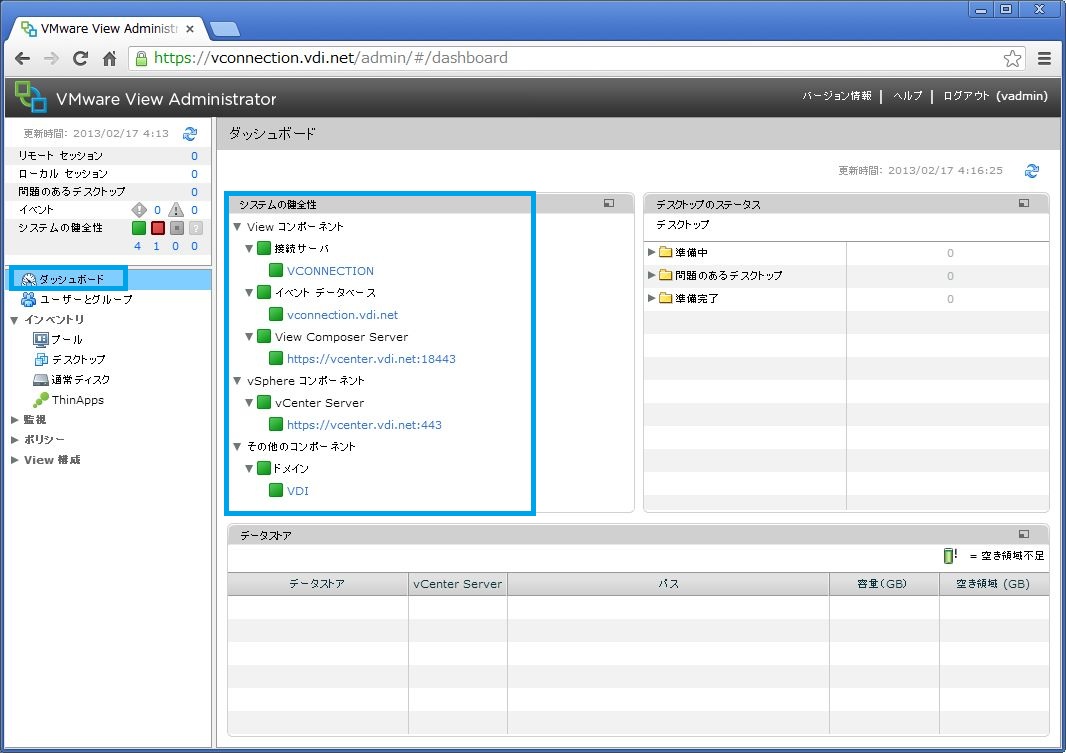 VMware View Administr
https://vconnection.vdi.net/admin/#/dashboard
VMware View Administrator
バージョン情報 | ヘルプ | ログアウト (vadmin)
更新時間: 2013/02/17 4:13
リモート セッション 0
ローカル セッション 0
問題のあるデスクトップ 0
イベント 0 0
システムの健全性
4 1 0 0
ダッシュボード
ユーザーとグループ
インベントリ
プール
デスクトップ
通常ディスク
ThinApps
監視
ポリシー
View 構成
ダッシュボード
更新時間: 2013/02/17 4:16:25
システムの健全性
View コンポーネント
接続サーバ
VCONNECTION
イベント データベース
vconnection.vdi.net
View Composer Server
https://vcenter.vdi.net:18443
vSphere コンポーネント
vCenter Server
https://vcenter.vdi.net:443
その他のコンポーネント
ドメイン
VDI
デスクトップのステータス
デスクトップ
準備中 0
問題のあるデスクトップ 0
準備完了 0
データストア
! = 空き領域不足
データストア vCenter Server パス 容量(GB) 空き領域 (GB)